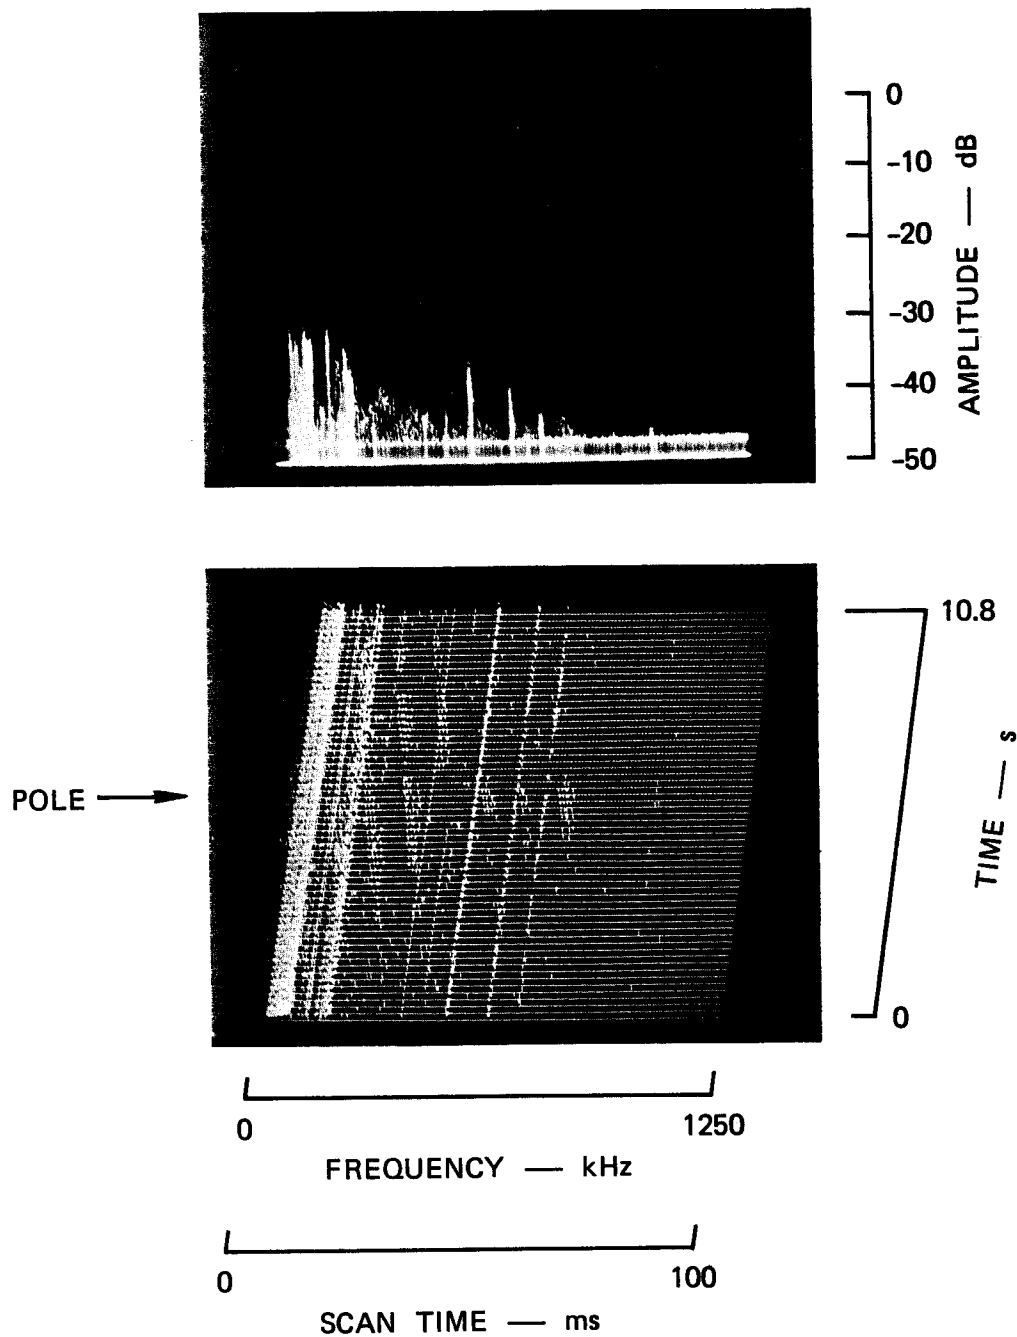 0
-10
-20
-30
-40
-50
AMPLITUDE — dB
10.8
POLE
TIME — s
0
0 1250
FREQUENCY — kHz
0 100
SCAN TIME — ms